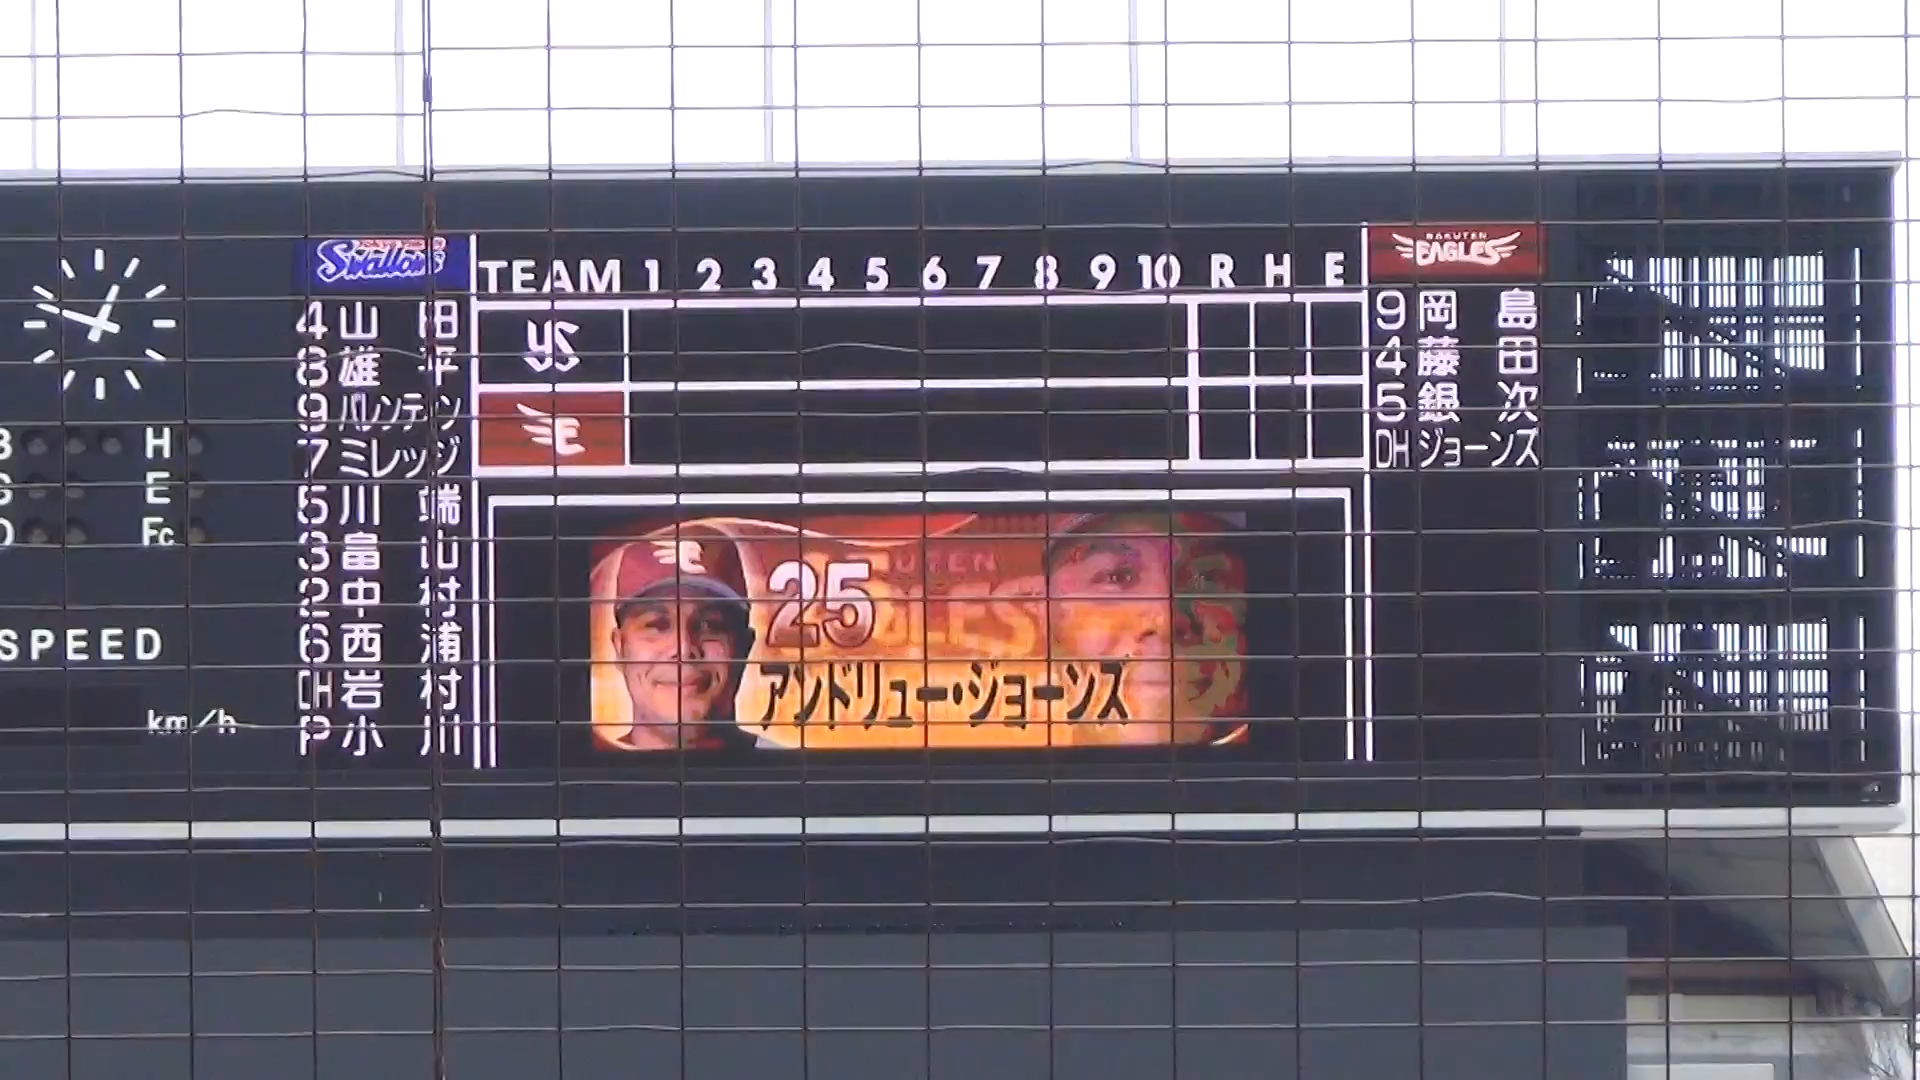 Swallows
4 山田
8 雄平
9 バレンティン
7 ミレッジ
5 川端
3 畠山
2 中村
6 西浦
DH 岩村
P 小川
TEAM 1 2 3 4 5 6 7 8 9 10 R H E
YS
E
RAKUTEN
EAGLES
9 岡島
4 藤田
5 銀次
DH ジョーンズ
B H
S E
O Fc
SPEED
km/h
E
25
アンドリュー・ジョーンズ